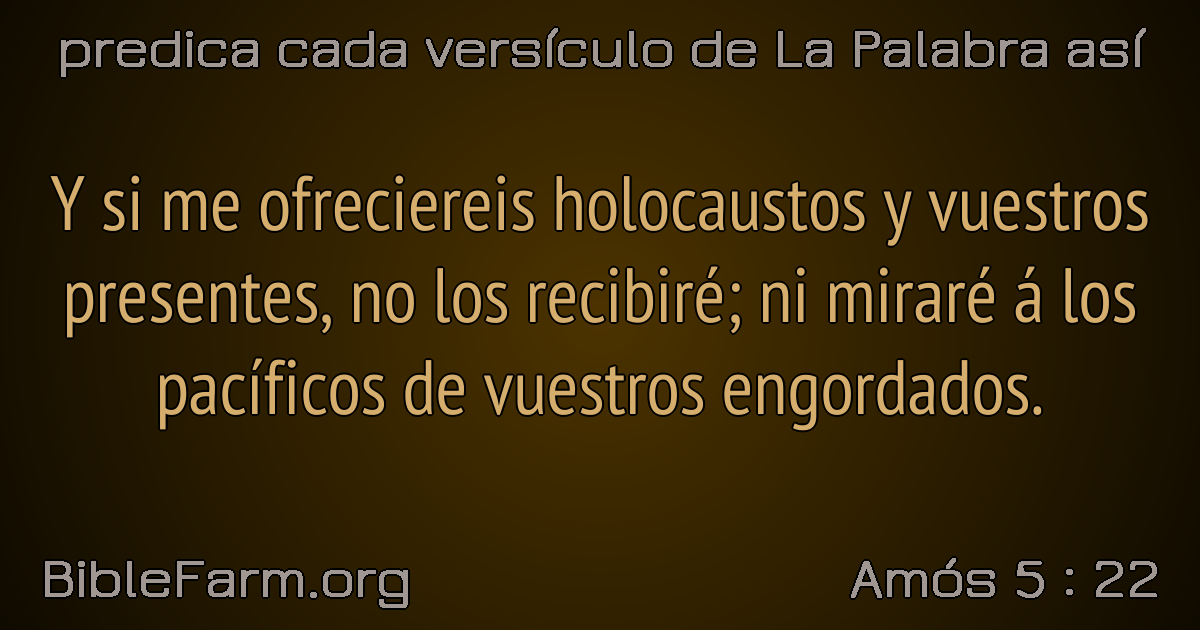 predica cada versículo de La Palabra así
Y si me ofreciereis holocaustos y vuestros
presentes, no los recibiré; ni miraré á los
pacíficos de vuestros engordados.
BibleFarm.org
Amós 5 : 22